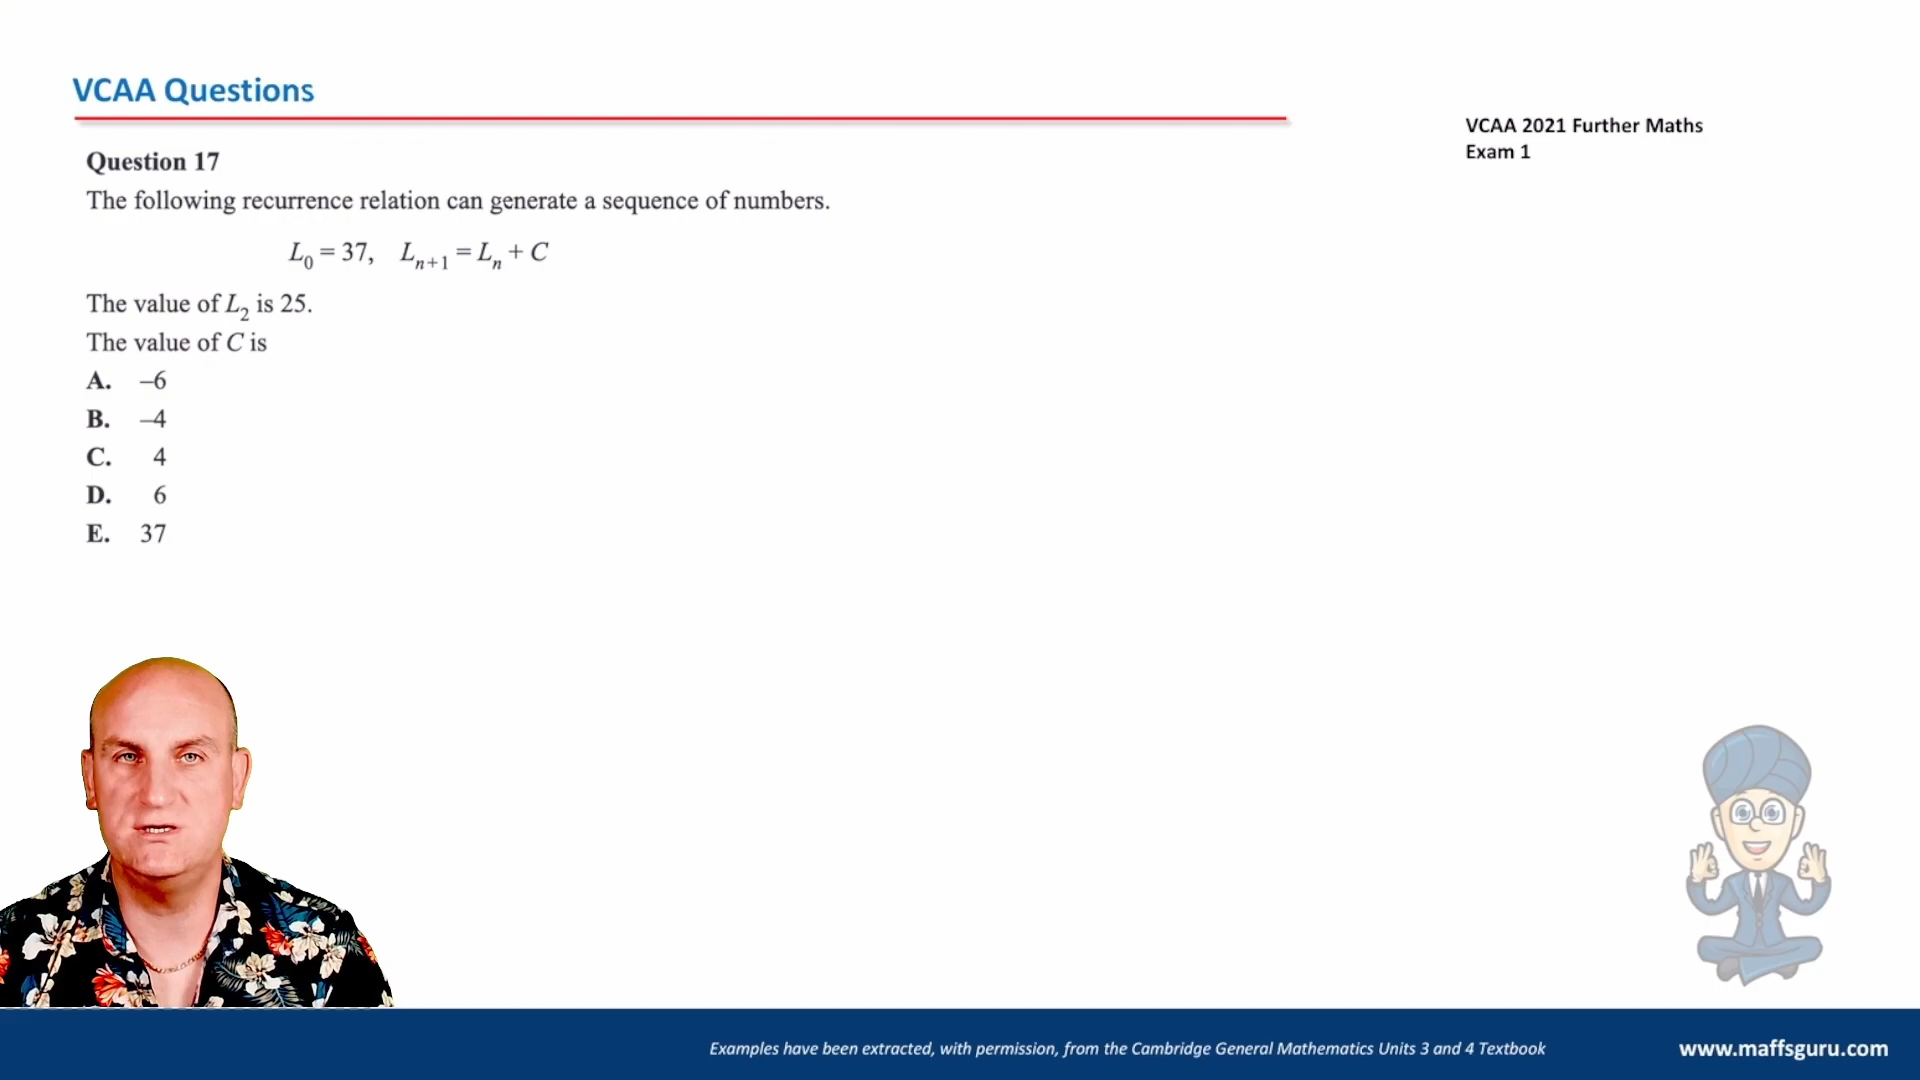 VCAA Questions
VCAA 2021 Further Maths
Exam 1
Question 17
The following recurrence relation can generate a sequence of numbers.
L₀ = 37, Lₙ₊₁ = Lₙ + C
The value of L₂ is 25.
The value of C is
A. –6
B. –4
C. 4
D. 6
E. 37
Examples have been extracted, with permission, from the Cambridge General Mathematics Units 3 and 4 Textbook
www.maffsguru.com